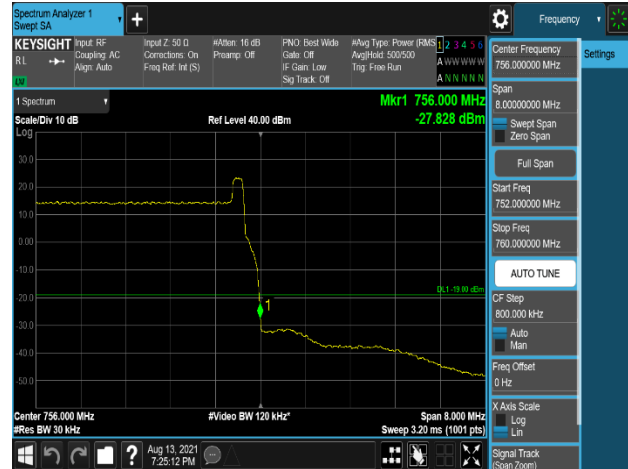 Spectrum Analyzer 1
Swept SA
+
Frequency
KEYSIGHT
RL
Input: RF
Coupling: AC
Align: Auto
Input Z: 50 Ω
Corrections: On
Freq Ref: Int (S)
#Atten: 16 dB
Preamp: Off
PNO: Best Wide
Gate: Off
IF Gain: Low
Sig Track: Off
#Avg Type: Power (RMS
Avg|Hold: 500/500
Trig: Free Run
1 2 3 4 5 6
A W W W W W
A N N N N N
1 Spectrum
Scale/Div 10 dB
Log
Ref Level 40.00 dBm
Mkr1 756.000 MHz
-27.828 dBm
30.0
20.0
10.0
0.00
-10.0
-20.0
-30.0
-40.0
-50.0
DL1 -19.00 dBm
1
Center 756.000 MHz
#Res BW 30 kHz
#Video BW 120 kHz*
Span 8.000 MHz
Sweep 3.20 ms (1001 pts)
Center Frequency
756.000000 MHz
Span
8.00000000 MHz
Swept Span
Zero Span
Full Span
Start Freq
752.000000 MHz
Stop Freq
760.000000 MHz
AUTO TUNE
CF Step
800.000 kHz
Auto
Man
Freq Offset
0 Hz
X Axis Scale
Log
Lin
Signal Track
(Span Zoom)
Settings
?
Aug 13, 2021
7:25:12 PM